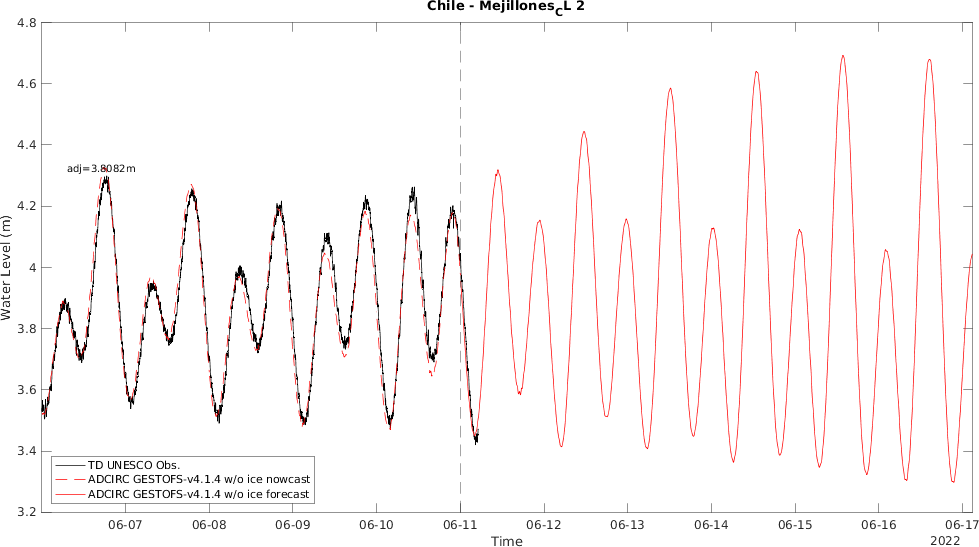 Chile - Mejillones_CL 2
4.8
4.6
4.4
4.2
4
3.8
3.6
3.4
3.2
Water Level (m)
adj=3.8082m
TD UNESCO Obs.
ADCIRC GESTOFS-v4.1.4 w/o ice nowcast
ADCIRC GESTOFS-v4.1.4 w/o ice forecast
06-07 06-08 06-09 06-10 06-11 06-12 06-13 06-14 06-15 06-16 06-17
Time
2022